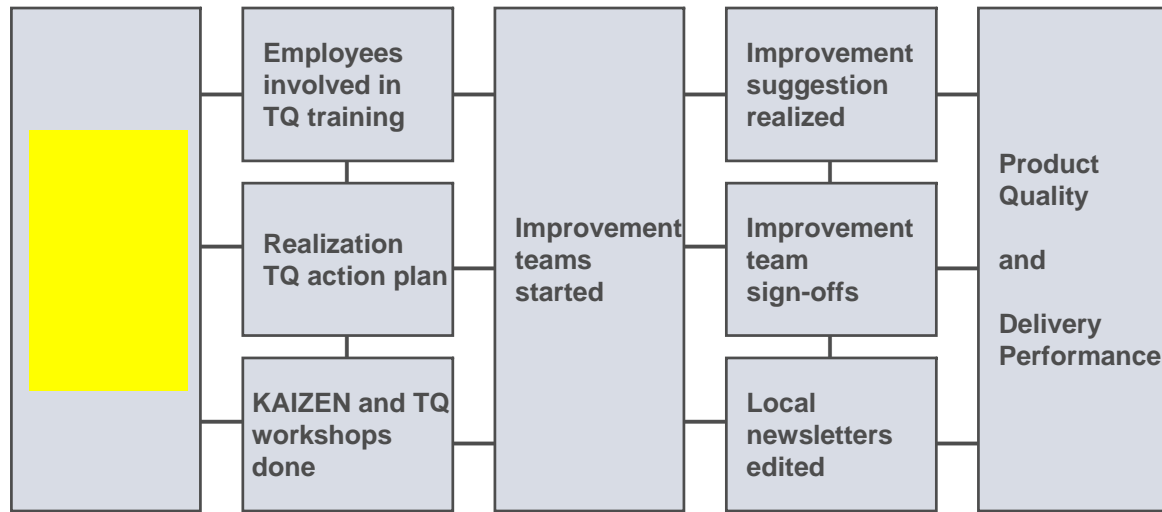 Employees
involved in
TQ training
Realization
TQ action plan
KAIZEN and TQ
workshops
done
Improvement
teams
started
Improvement
suggestion
realized
Improvement
team
sign-offs
Local
newsletters
edited
Product
Quality
and
Delivery
Performance